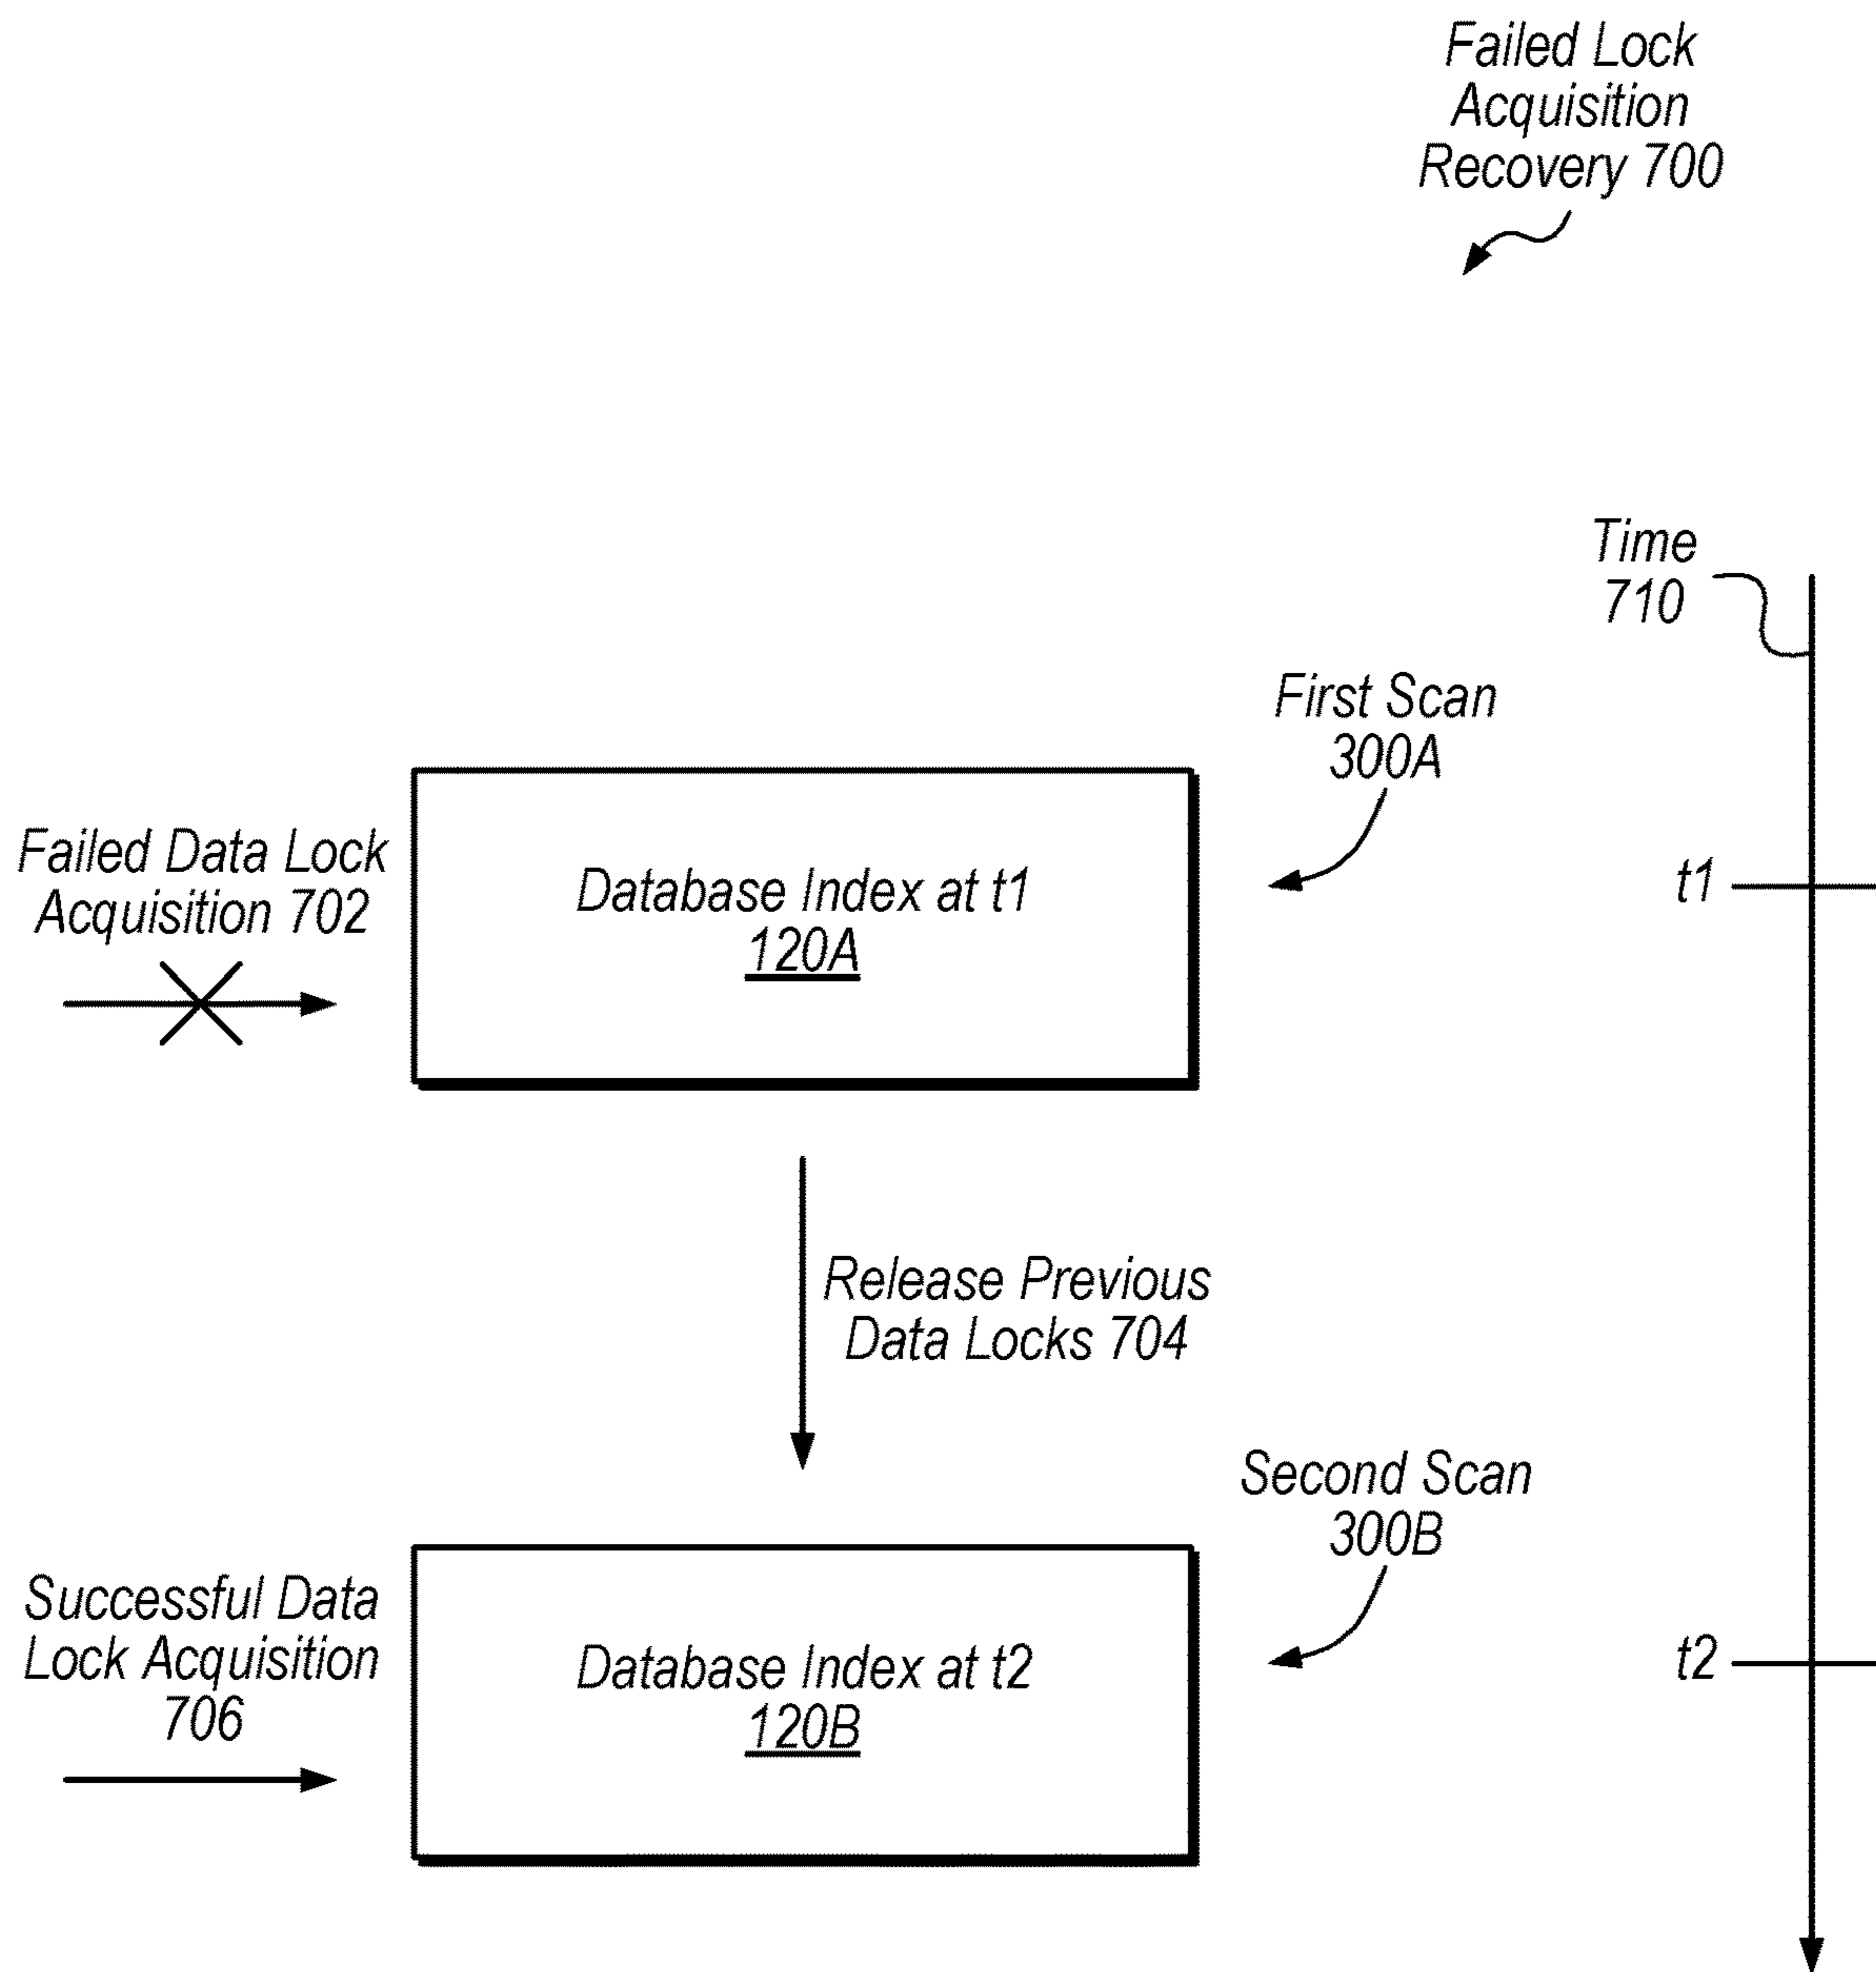 Failed Lock
Acquisition
Recovery 700
Time
710
First Scan
300A
Failed Data Lock
Acquisition 702
Database Index at t1
120A
t1
Release Previous
Data Locks 704
Second Scan
300B
Successful Data
Lock Acquisition
706
Database Index at t2
120B
t2